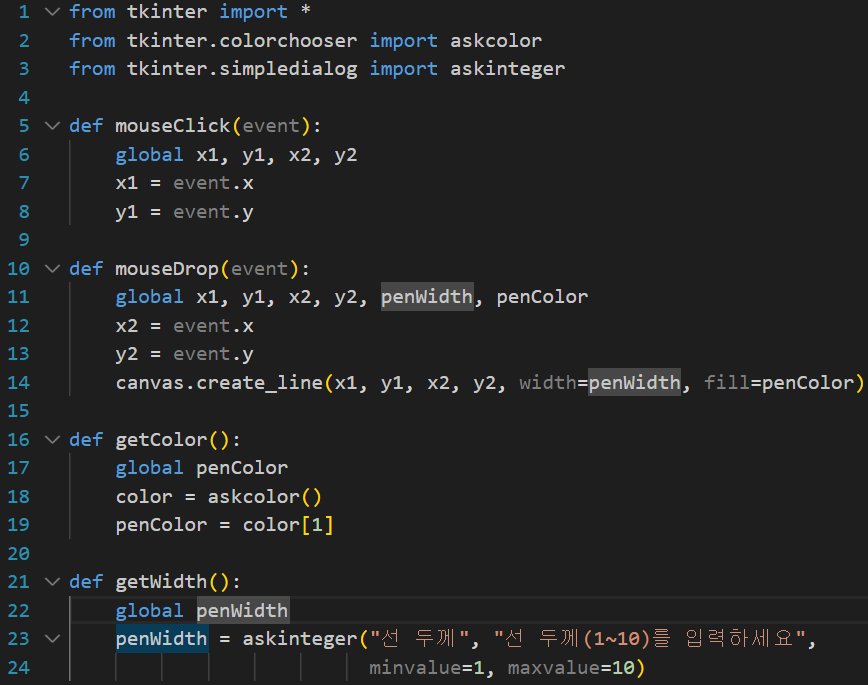 1 from tkinter import *
2 from tkinter.colorchooser import askcolor
3 from tkinter.simpledialog import askinteger
4
5 def mouseClick(event):
6     global x1, y1, x2, y2
7     x1 = event.x
8     y1 = event.y
9
10 def mouseDrop(event):
11     global x1, y1, x2, y2, penWidth, penColor
12     x2 = event.x
13     y2 = event.y
14     canvas.create_line(x1, y1, x2, y2, width=penWidth, fill=penColor)
15
16 def getColor():
17     global penColor
18     color = askcolor()
19     penColor = color[1]
20
21 def getWidth():
22     global penWidth
23     penWidth = askinteger("선 두께", "선 두께(1~10)를 입력하세요",
24                           minvalue=1, maxvalue=10)